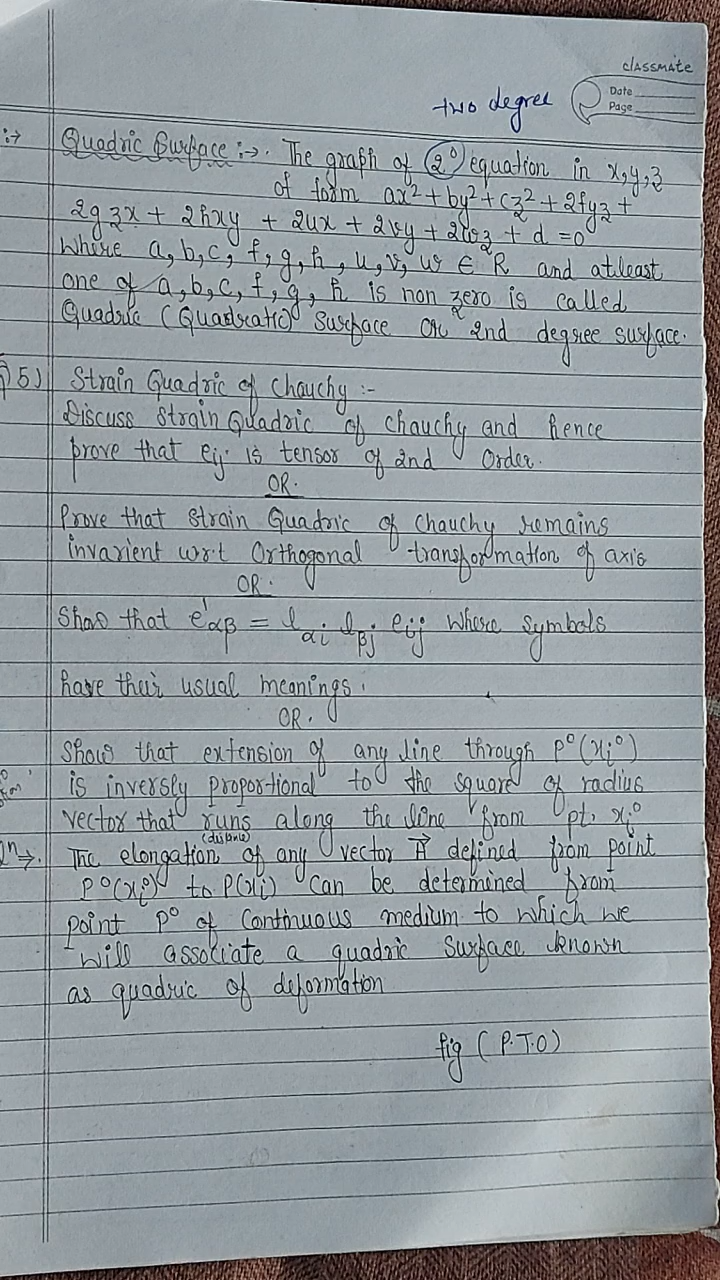 classmate
two degree
Date
Page
:→ Quadric Surface :→. The graph of 2° equation in x,y,z
of form ax² + by² + cz² + 2fyz +
2gzx + 2hxy + 2ux + 2vy + 2wz + d = 0
Where a,b,c, f,g,h, u,v, w ∈ R and atleast
one of a,b,c, f,g,h is non zero is called
Quadric (Quadratic) Surface or 2nd degree surface.
5) Strain Quadric of Chauchy :-
Discuss Strain Quadric of Chauchy and hence
prove that eij is tensor of 2nd Order.
OR.
Prove that Strain Quadric of Chauchy remains
invarient w.r.t Orthogonal transformation of axis
OR.
Show that e'αβ = lαi lβj eij Where Symbols
have their usual meanings.
OR.
Show that extension of any line through P°(xi°)
is inversly proportional to the square of radius
vector that runs along the line from pt. xi°
The elongation (distance) of any vector A⃗ defined from point
P°(xi°) to P(xi) can be determined from
point P° of Continuous medium to which we
will associate a quadric Surface known
as quadric of deformation
fig (P.T.O)